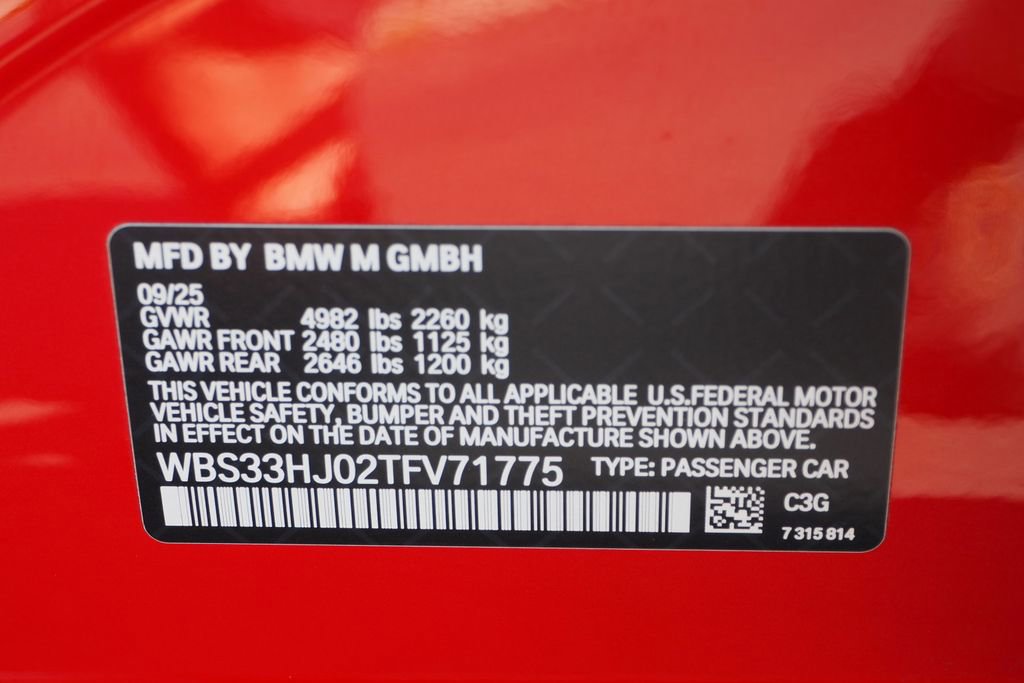 MFD BY BMW M GMBH
09/25
GVWR 4982 lbs 2260 kg
GAWR FRONT 2480 lbs 1125 kg
GAWR REAR 2646 lbs 1200 kg
THIS VEHICLE CONFORMS TO ALL APPLICABLE U.S.FEDERAL MOTOR
VEHICLE SAFETY, BUMPER AND THEFT PREVENTION STANDARDS
IN EFFECT ON THE DATE OF MANUFACTURE SHOWN ABOVE.
WBS33HJ02TFV71775 TYPE: PASSENGER CAR
C3G
7 315 814